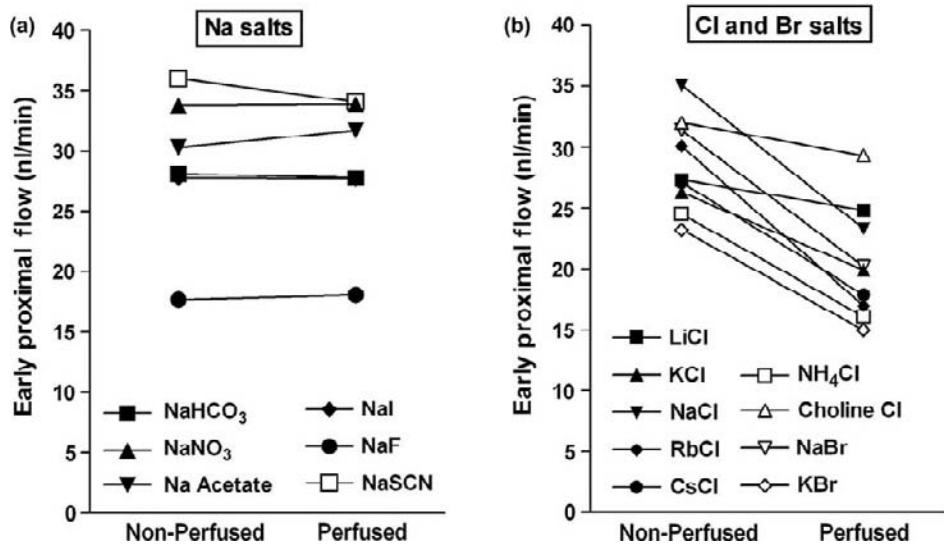 (a)
Na salts
Early proximal flow (nl/min)
40
35
30
25
20
15
10
5
0
NaHCO₃
NaNO₃
Na Acetate
NaI
NaF
NaSCN
Non-Perfused
Perfused
(b)
Cl and Br salts
Early proximal flow (nl/min)
40
35
30
25
20
15
10
5
0
LiCl
KCl
NaCl
RbCl
CsCl
NH₄Cl
Choline Cl
NaBr
KBr
Non-Perfused
Perfused